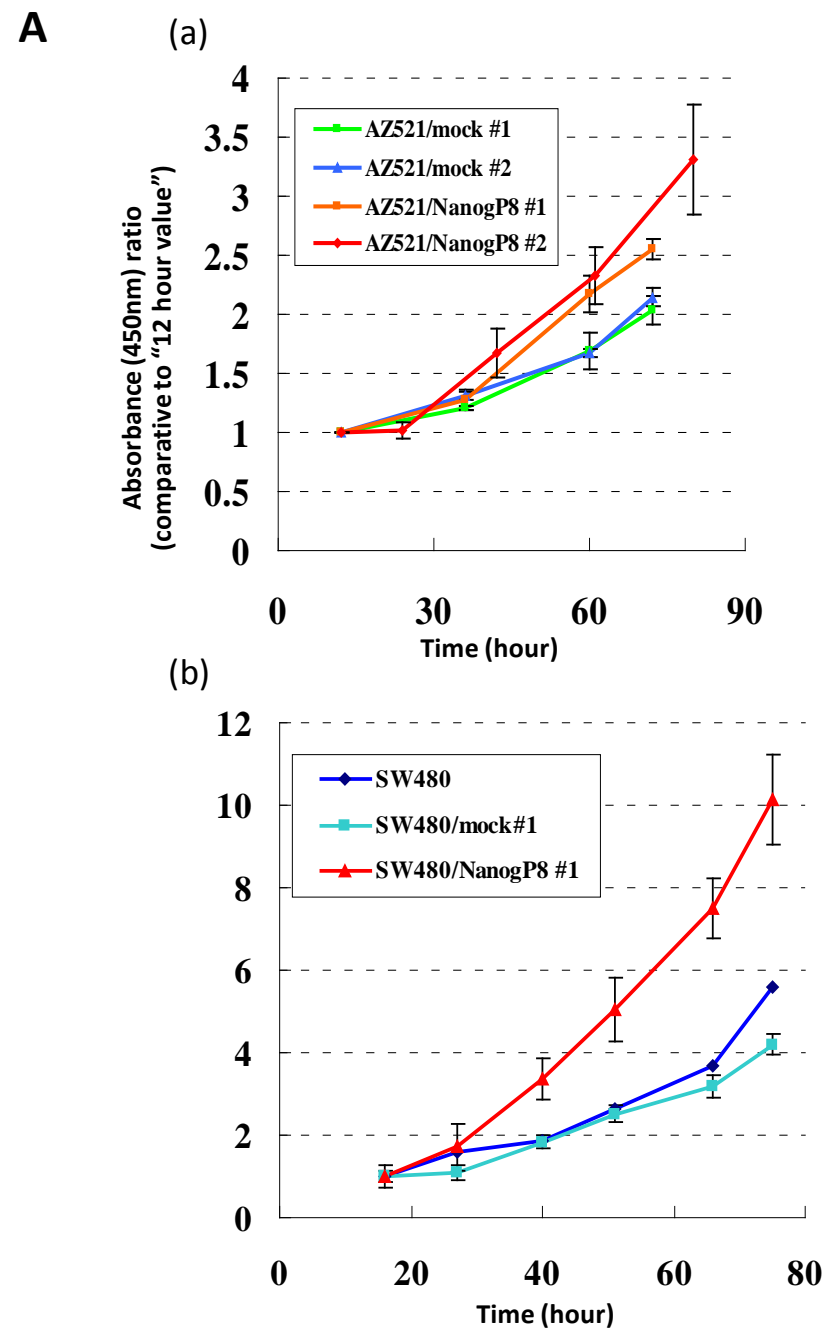 A
(a)
4
3.5
3
2.5
2
1.5
1
0.5
0
AZ521/mock #1
AZ521/mock #2
AZ521/NanogP8 #1
AZ521/NanogP8 #2
Absorbance (450nm) ratio
(comparative to “12 hour value”)
0 30 60 90
Time (hour)
(b)
12
10
8
6
4
2
0
SW480
SW480/mock#1
SW480/NanogP8 #1
0 20 40 60 80
Time (hour)